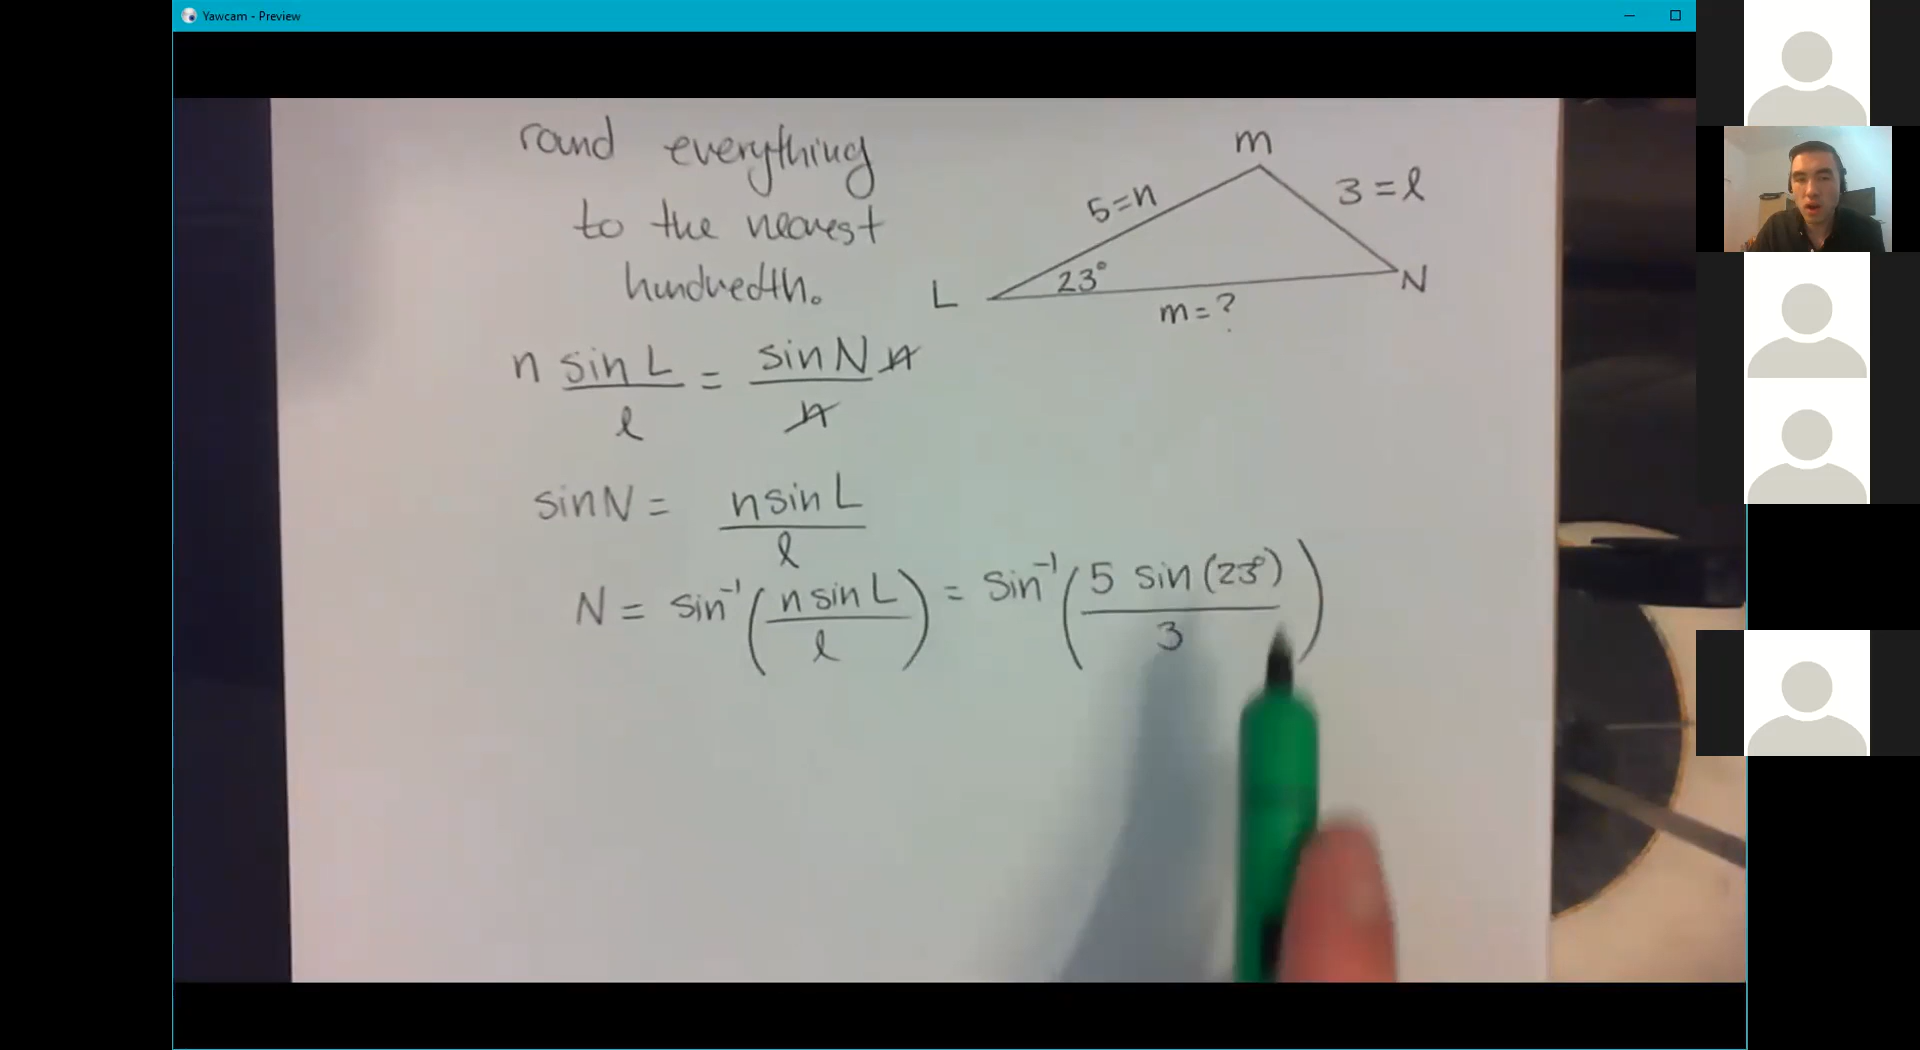 Yawcam - Preview
round everything
to the nearest
hundredth.
m
5=n
3=ℓ
L
23°
N
m=?
n sin L / ℓ = sin N n / n
sin N = n sin L / ℓ
N = sin⁻¹ ( n sin L / ℓ ) = sin⁻¹ ( 5 sin (23°) / 3 )